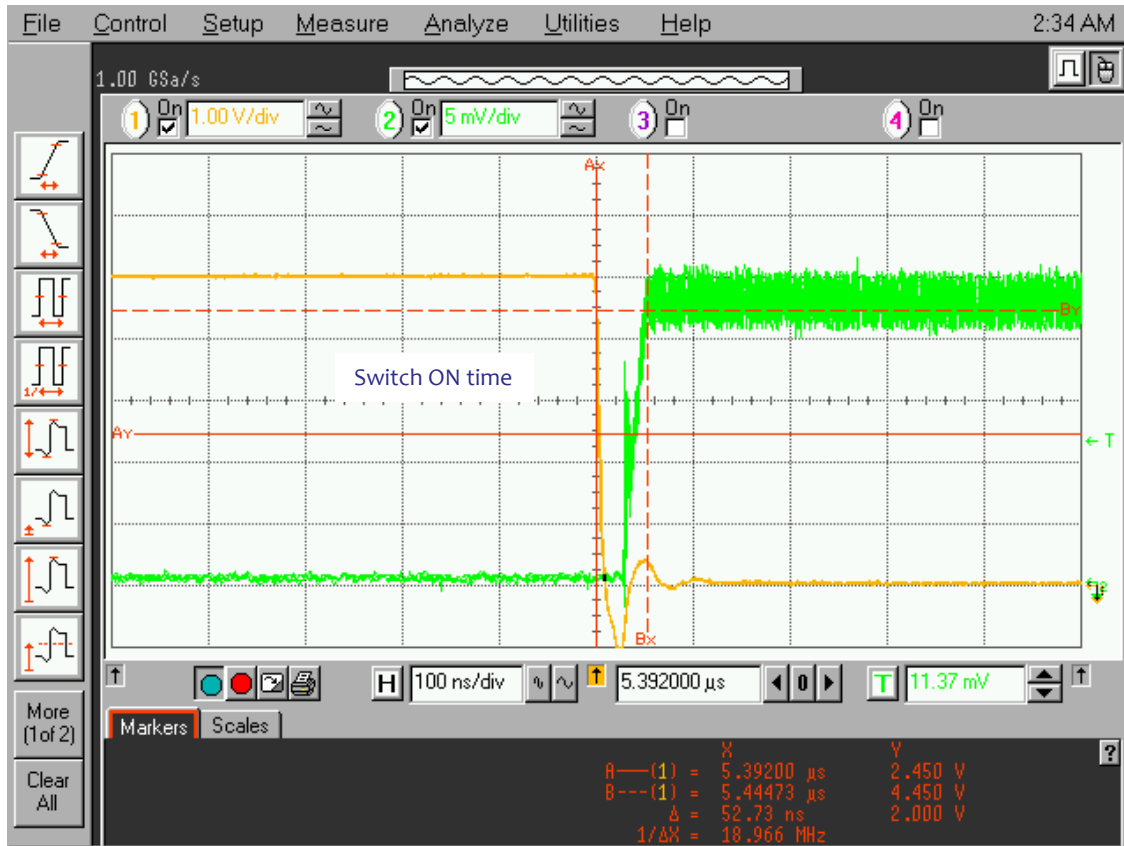 File Control Setup Measure Analyze Utilities Help 2:34 AM
1.00 GSa/s
1 On 1.00 V/div 2 On 5 mV/div 3 On 4 On
Ax
By
Switch ON time
Ay
T
Bx
H 100 ns/div 5.392000 µs 0 T 11.37 mV
More
(1 of 2)
Clear
All
Markers Scales
?
X Y
A——(1) = 5.39200 µs 2.450 V
B---(1) = 5.44473 µs 4.450 V
Δ = 52.73 ns 2.000 V
1/ΔX = 18.966 MHz
1/